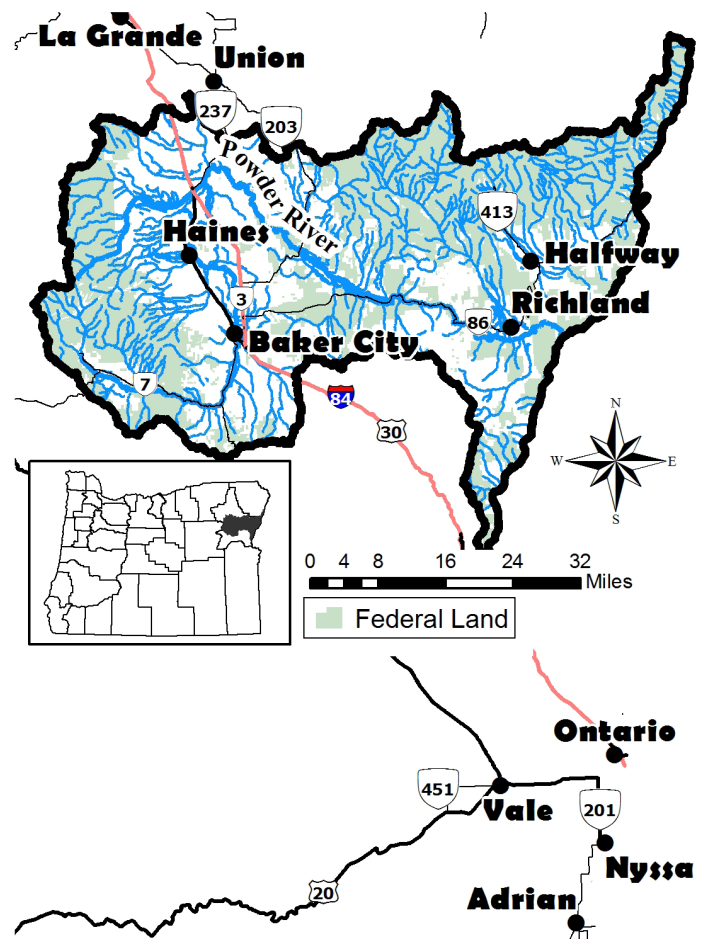 La Grande
Union
237
203
Powder River
413
Haines
Halfway
3
Richland
86
Baker City
7
84
30
N
W
E
S
0 4 8 16 24 32
Miles
Federal Land
Ontario
451
Vale
201
Nyssa
20
Adrian